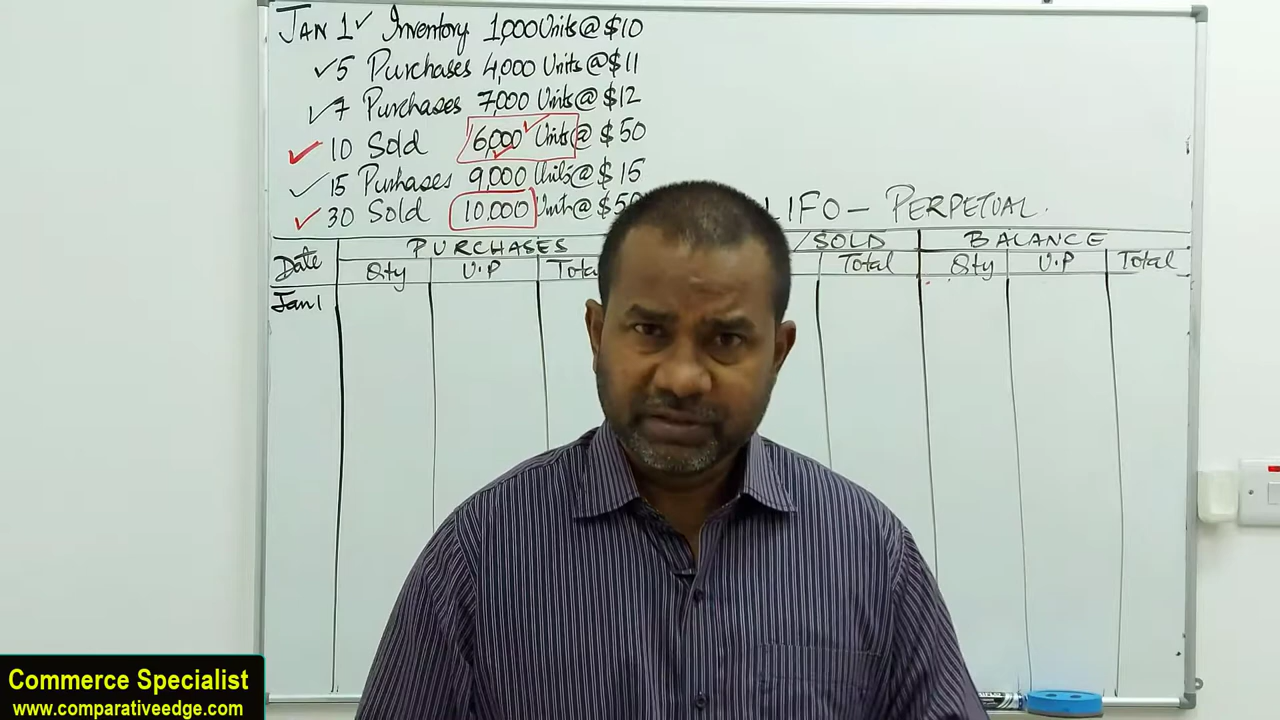 JAN 1 ✓ Inventory 1,000 Units @ $10
✓ 5 Purchases 4,000 Units @ $11
✓ 7 Purchases 7,000 Units @ $12
✓ 10 Sold 6,000 Units @ $50
✓ 15 Purhases 9,000 Units @ $15
✓ 30 Sold 10,000 Units @ $50
LIFO - PERPETUAL.
Date PURCHASES /SOLD BALANCE
Qty U.P Total Total Qty U.P Total
Jan 1
Commerce Specialist
www.comparativeedge.com